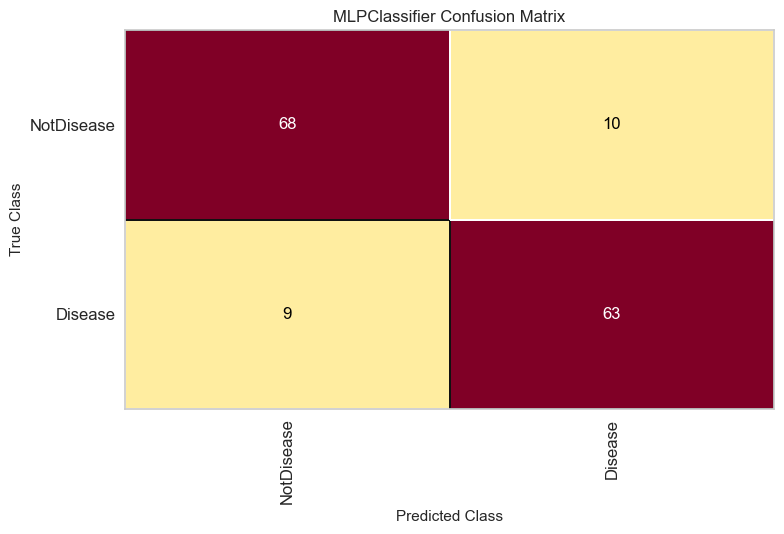 MLPClassifier Confusion Matrix
True Class
NotDisease
68
10
Disease
9
63
NotDisease
Disease
Predicted Class